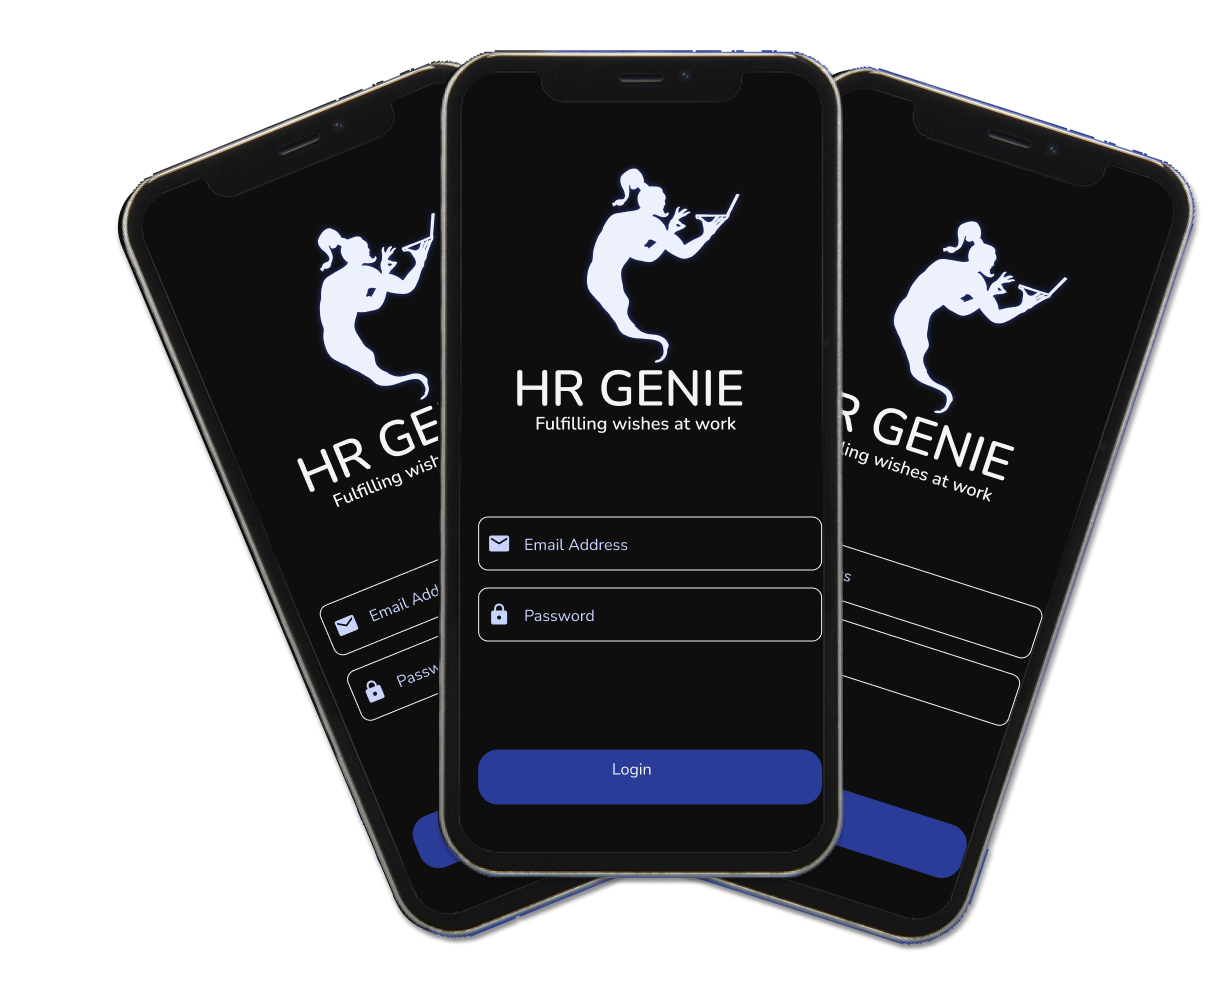 HR GENIE
Fulfilling wishes at work
Email Address
Password
Login
HR GE
Fulfilling wish
Email Add
Passw
R GENIE
ling wishes at work
s